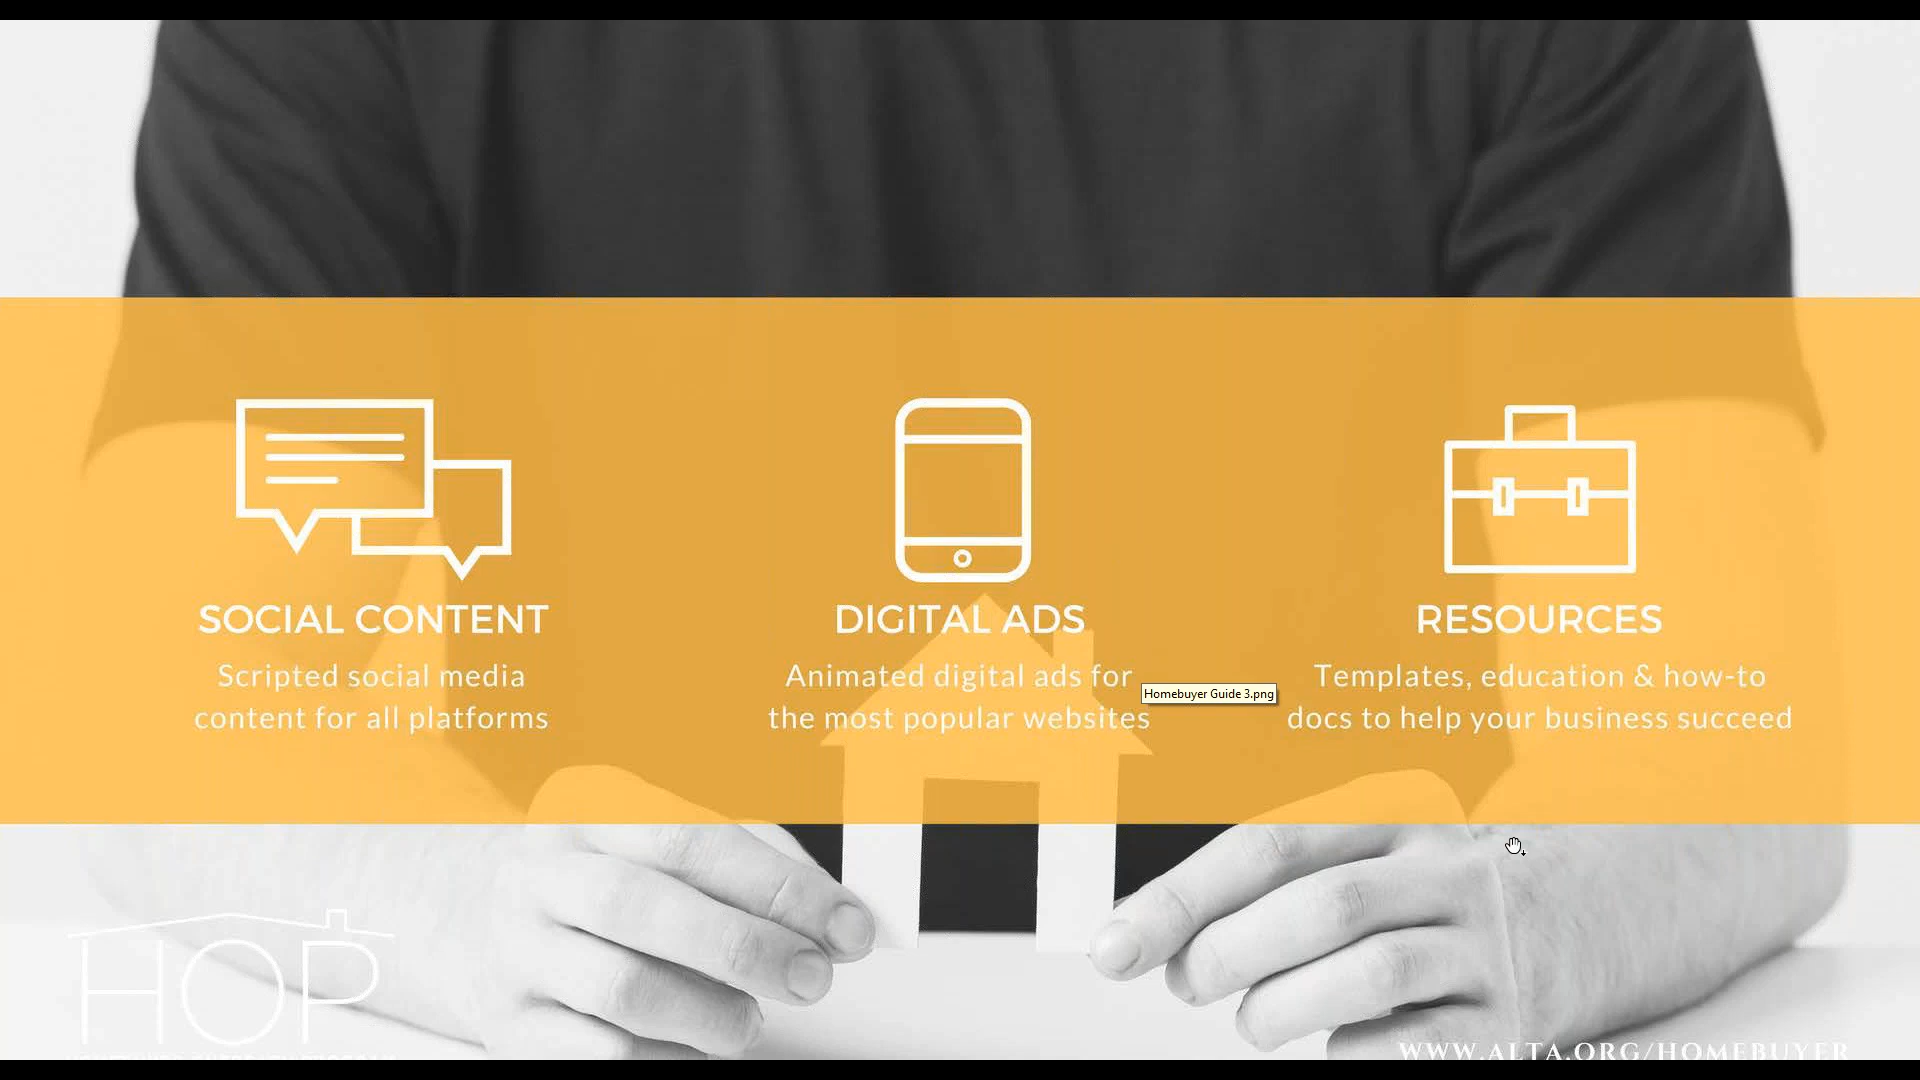 SOCIAL CONTENT
Scripted social media
content for all platforms
DIGITAL ADS
Animated digital ads for
the most popular websites
Homebuyer Guide 3.png
RESOURCES
Templates, education & how-to
docs to help your business succeed
HOP
WWW.ALTA.ORG/HOMEBUYER